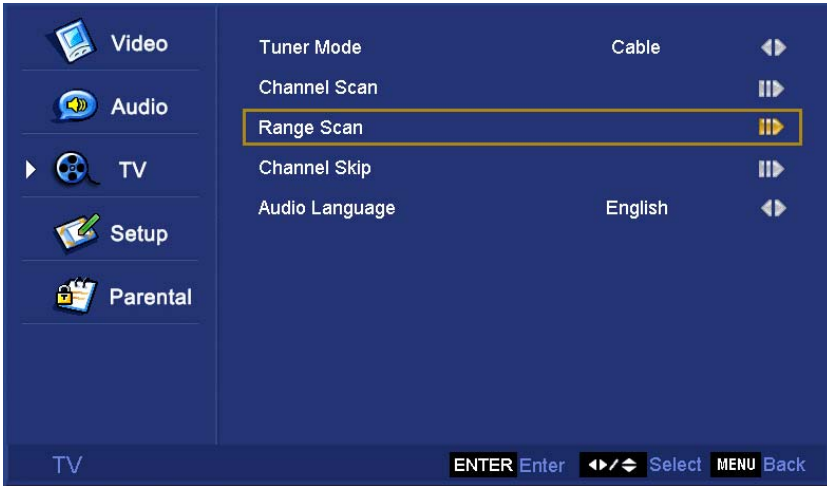 Video
Audio
TV
Setup
Parental
Tuner Mode Cable
Channel Scan
Range Scan
Channel Skip
Audio Language English
TV ENTER Enter Select MENU Back